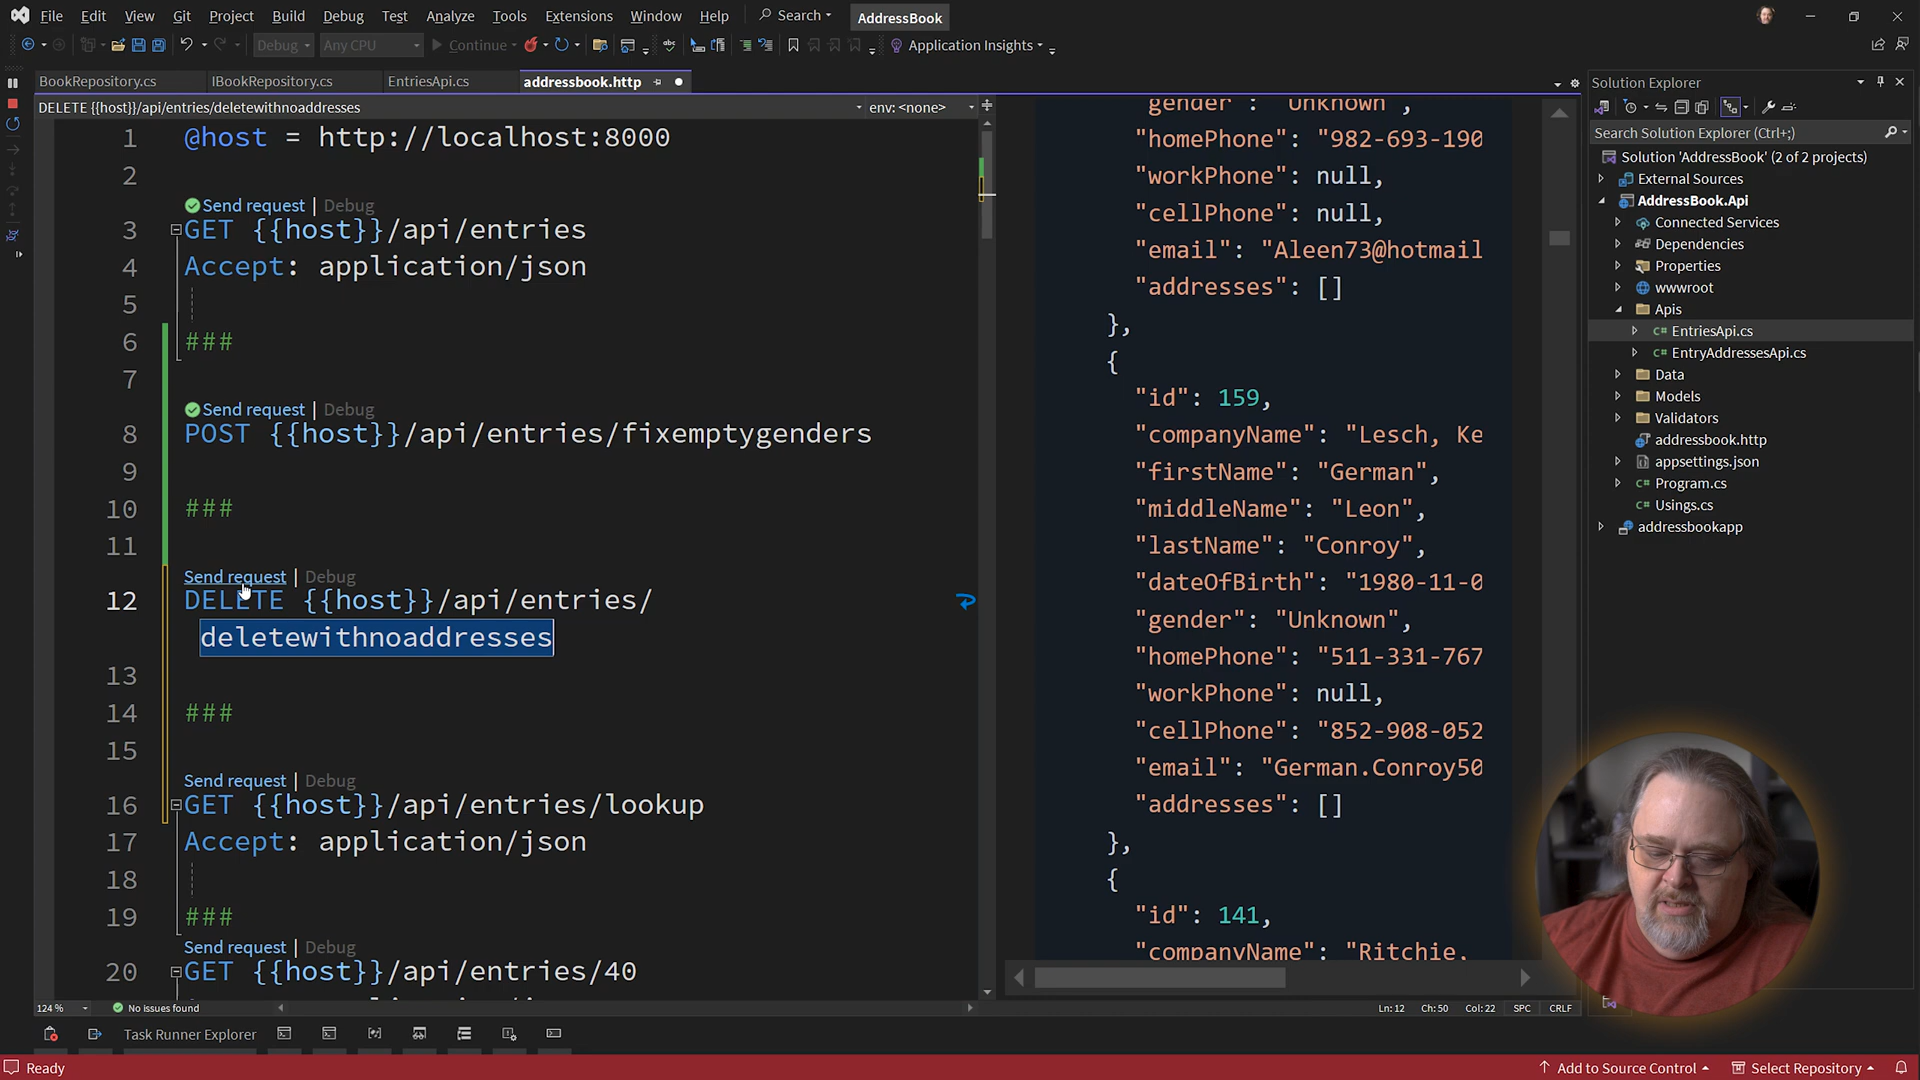 File Edit View Git Project Build Debug Test Analyze Tools Extensions Window Help Search AddressBook
Debug Any CPU Continue Application Insights
BookRepository.cs IBookRepository.cs EntriesApi.cs addressbook.http
DELETE {{host}}/api/entries/deletewithnoaddresses env: <none>
1 @host = http://localhost:8000
2
Send request | Debug
3 GET {{host}}/api/entries
4 Accept: application/json
5
6 ###
7
Send request | Debug
8 POST {{host}}/api/entries/fixemptygenders
9
10 ###
11
Send request | Debug
12 DELETE {{host}}/api/entries/
deletewithnoaddresses
13
14 ###
15
Send request | Debug
16 GET {{host}}/api/entries/lookup
17 Accept: application/json
18
19 ###
Send request | Debug
20 GET {{host}}/api/entries/40
"gender": "Unknown",
"homePhone": "982-693-190
"workPhone": null,
"cellPhone": null,
"email": "Aleen73@hotmail
"addresses": []
},
{
"id": 159,
"companyName": "Lesch, Ke
"firstName": "German",
"middleName": "Leon",
"lastName": "Conroy",
"dateOfBirth": "1980-11-0
"gender": "Unknown",
"homePhone": "511-331-767
"workPhone": null,
"cellPhone": "852-908-052
"email": "German.Conroy50
"addresses": []
},
{
"id": 141,
"companyName": "Ritchie,
Solution Explorer
Search Solution Explorer (Ctrl+;)
Solution 'AddressBook' (2 of 2 projects)
External Sources
AddressBook.Api
Connected Services
Dependencies
Properties
wwwroot
Apis
C# EntriesApi.cs
C# EntryAddressesApi.cs
Data
Models
Validators
addressbook.http
appsettings.json
C# Program.cs
C# Usings.cs
addressbookapp
124 % No issues found Ln: 12 Ch: 50 Col: 22 SPC CRLF
Task Runner Explorer
Ready Add to Source Control Select Repository